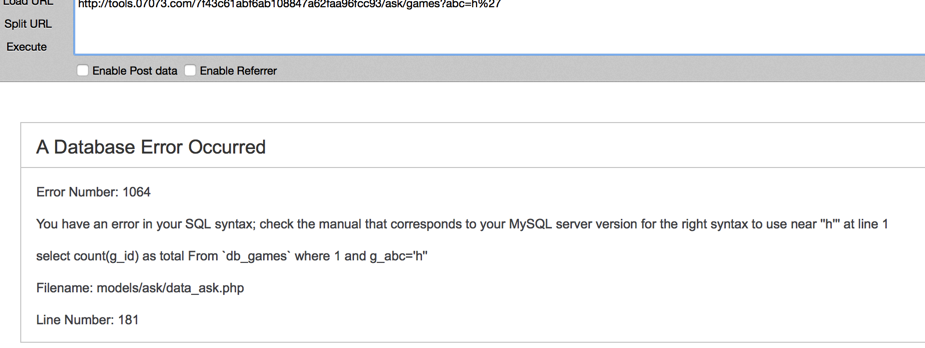 Load URL
http://tools.07073.com/7f43c61abf6ab108847a62faa96fcc93/ask/games?abc=h%27
Split URL
Execute
Enable Post data Enable Referrer
A Database Error Occurred
Error Number: 1064
You have an error in your SQL syntax; check the manual that corresponds to your MySQL server version for the right syntax to use near ''h''' at line 1
select count(g_id) as total From `db_games` where 1 and g_abc='h''
Filename: models/ask/data_ask.php
Line Number: 181